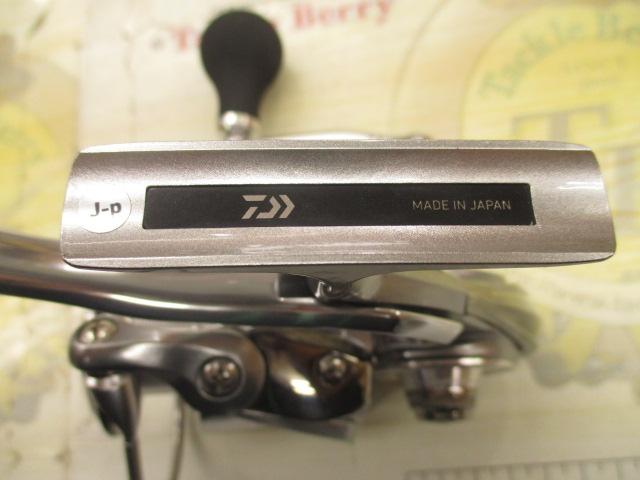 Tackle Berry
Tackle Be
J-p
MADE IN JAPAN